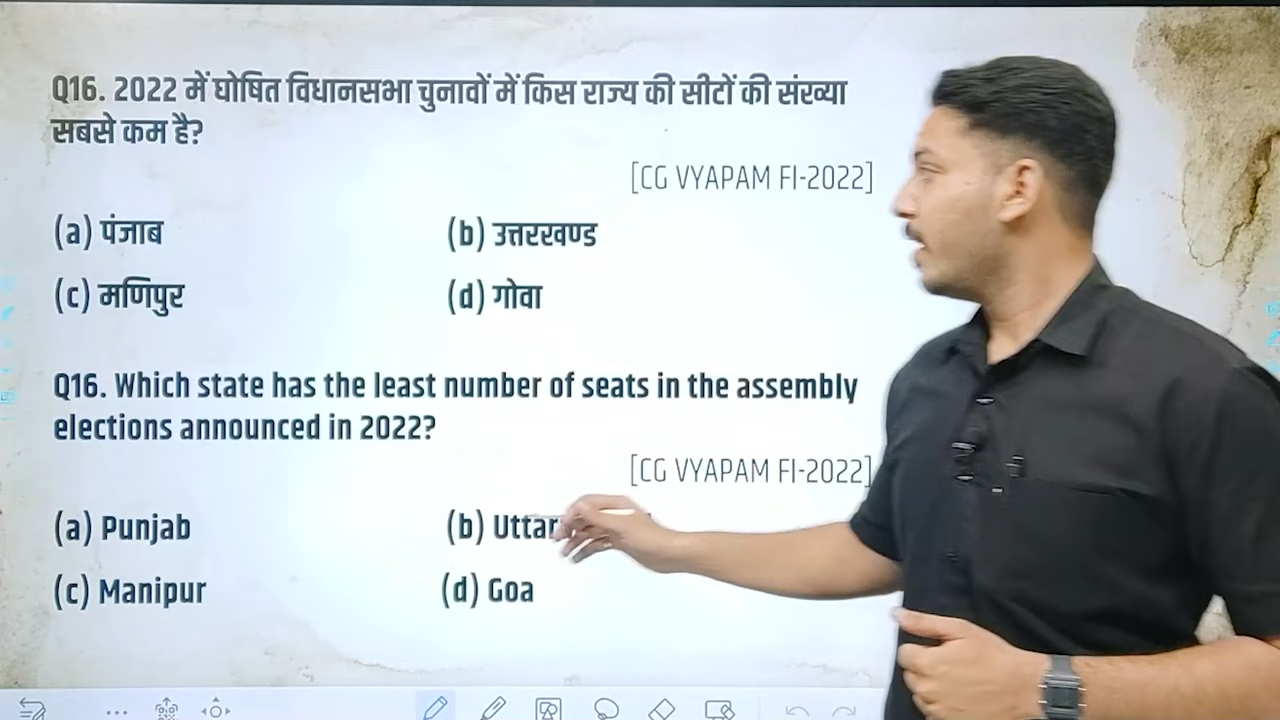 Q16. 2022 में घोषित विधानसभा चुनावों में किस राज्य की सीटों की संख्या
सबसे कम है?
[CG VYAPAM FI-2022]
(a) पंजाब (b) उत्तरखण्ड
(c) मणिपुर (d) गोवा
Q16. Which state has the least number of seats in the assembly
elections announced in 2022?
[CG VYAPAM FI-2022]
(a) Punjab (b)
(c) Manipur (d) Goa